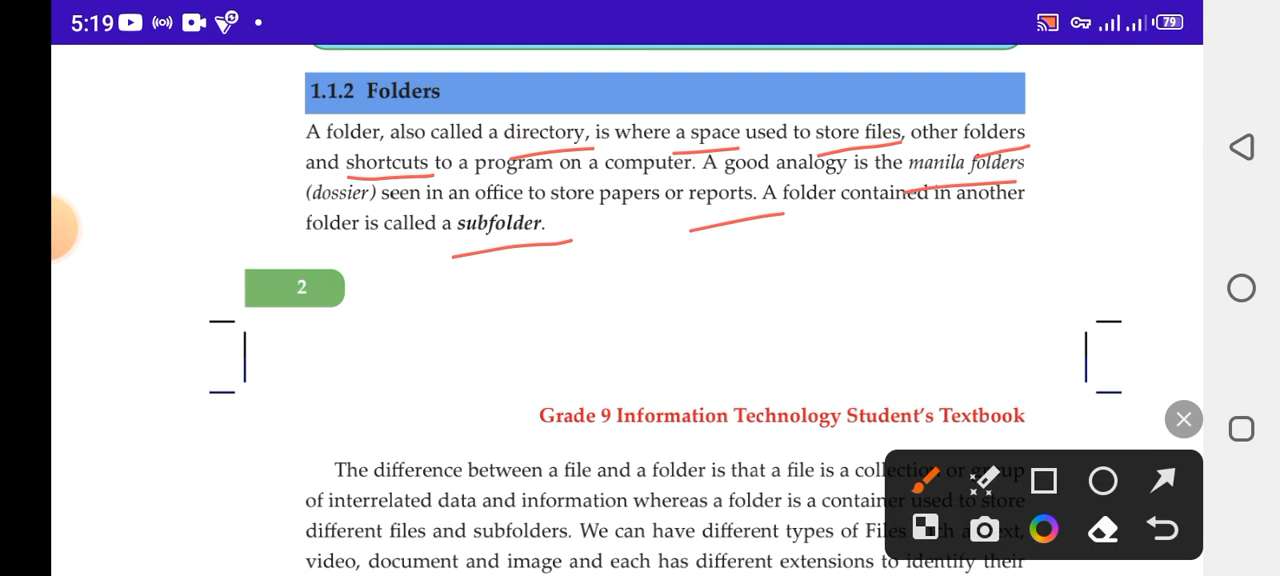 5:19
79
1.1.2 Folders
A folder, also called a directory, is where a space used to store files, other folders
and shortcuts to a program on a computer. A good analogy is the manila folders
(dossier) seen in an office to store papers or reports. A folder contained in another
folder is called a subfolder.
2
Grade 9 Information Technology Student's Textbook
The difference between a file and a folder is that a file is a collection or group
of interrelated data and information whereas a folder is a container used to store
different files and subfolders. We can have different types of Files such a text,
video, document and image and each has different extensions to identify their